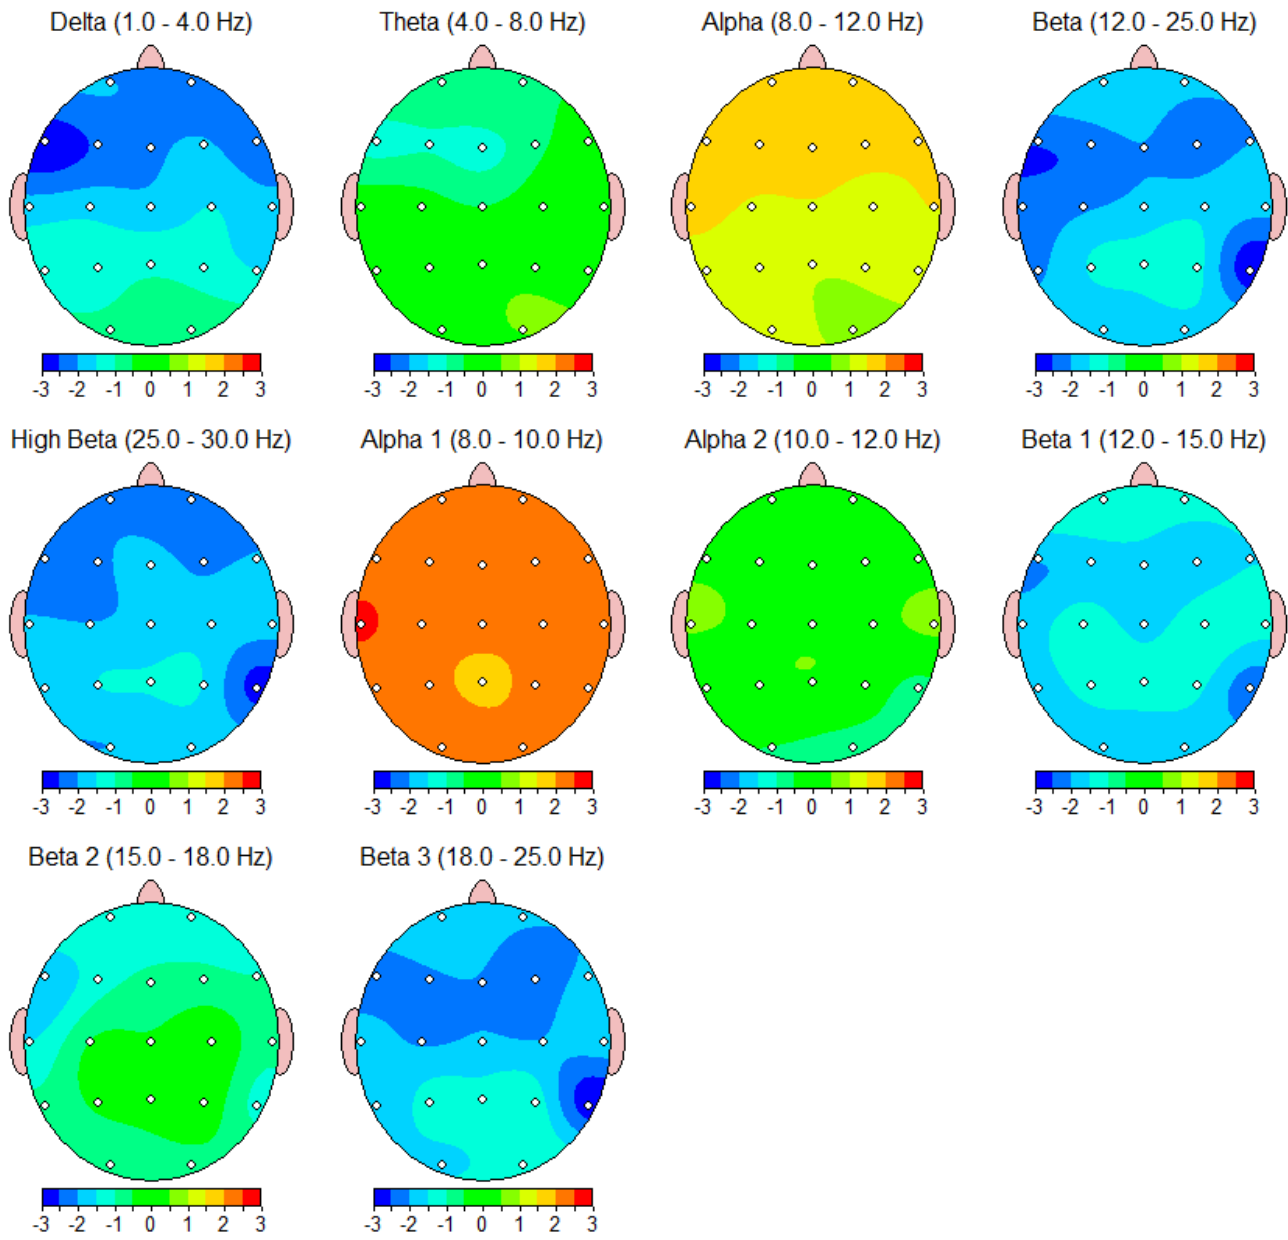 Delta (1.0 - 4.0 Hz) Theta (4.0 - 8.0 Hz) Alpha (8.0 - 12.0 Hz) Beta (12.0 - 25.0 Hz)
-3 -2 -1 0 1 2 3 -3 -2 -1 0 1 2 3 -3 -2 -1 0 1 2 3 -3 -2 -1 0 1 2 3
High Beta (25.0 - 30.0 Hz) Alpha 1 (8.0 - 10.0 Hz) Alpha 2 (10.0 - 12.0 Hz) Beta 1 (12.0 - 15.0 Hz)
-3 -2 -1 0 1 2 3 -3 -2 -1 0 1 2 3 -3 -2 -1 0 1 2 3 -3 -2 -1 0 1 2 3
Beta 2 (15.0 - 18.0 Hz) Beta 3 (18.0 - 25.0 Hz)
-3 -2 -1 0 1 2 3 -3 -2 -1 0 1 2 3